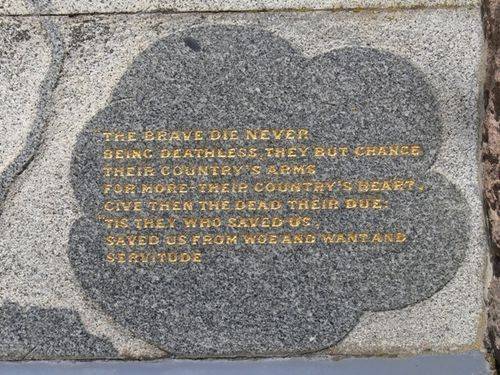 "THE BRAVE DIE NEVER
BEING DEATHLESS, THEY BUT CHANGE
THEIR COUNTRY'S ARMS
FOR MORE-THEIR COUNTRY'S HEART.
GIVE THEN THE DEAD THEIR DUE:
"TIS THEY WHO SAVED US,
SAVED US FROM WOE AND WANT AND
SERVITUDE